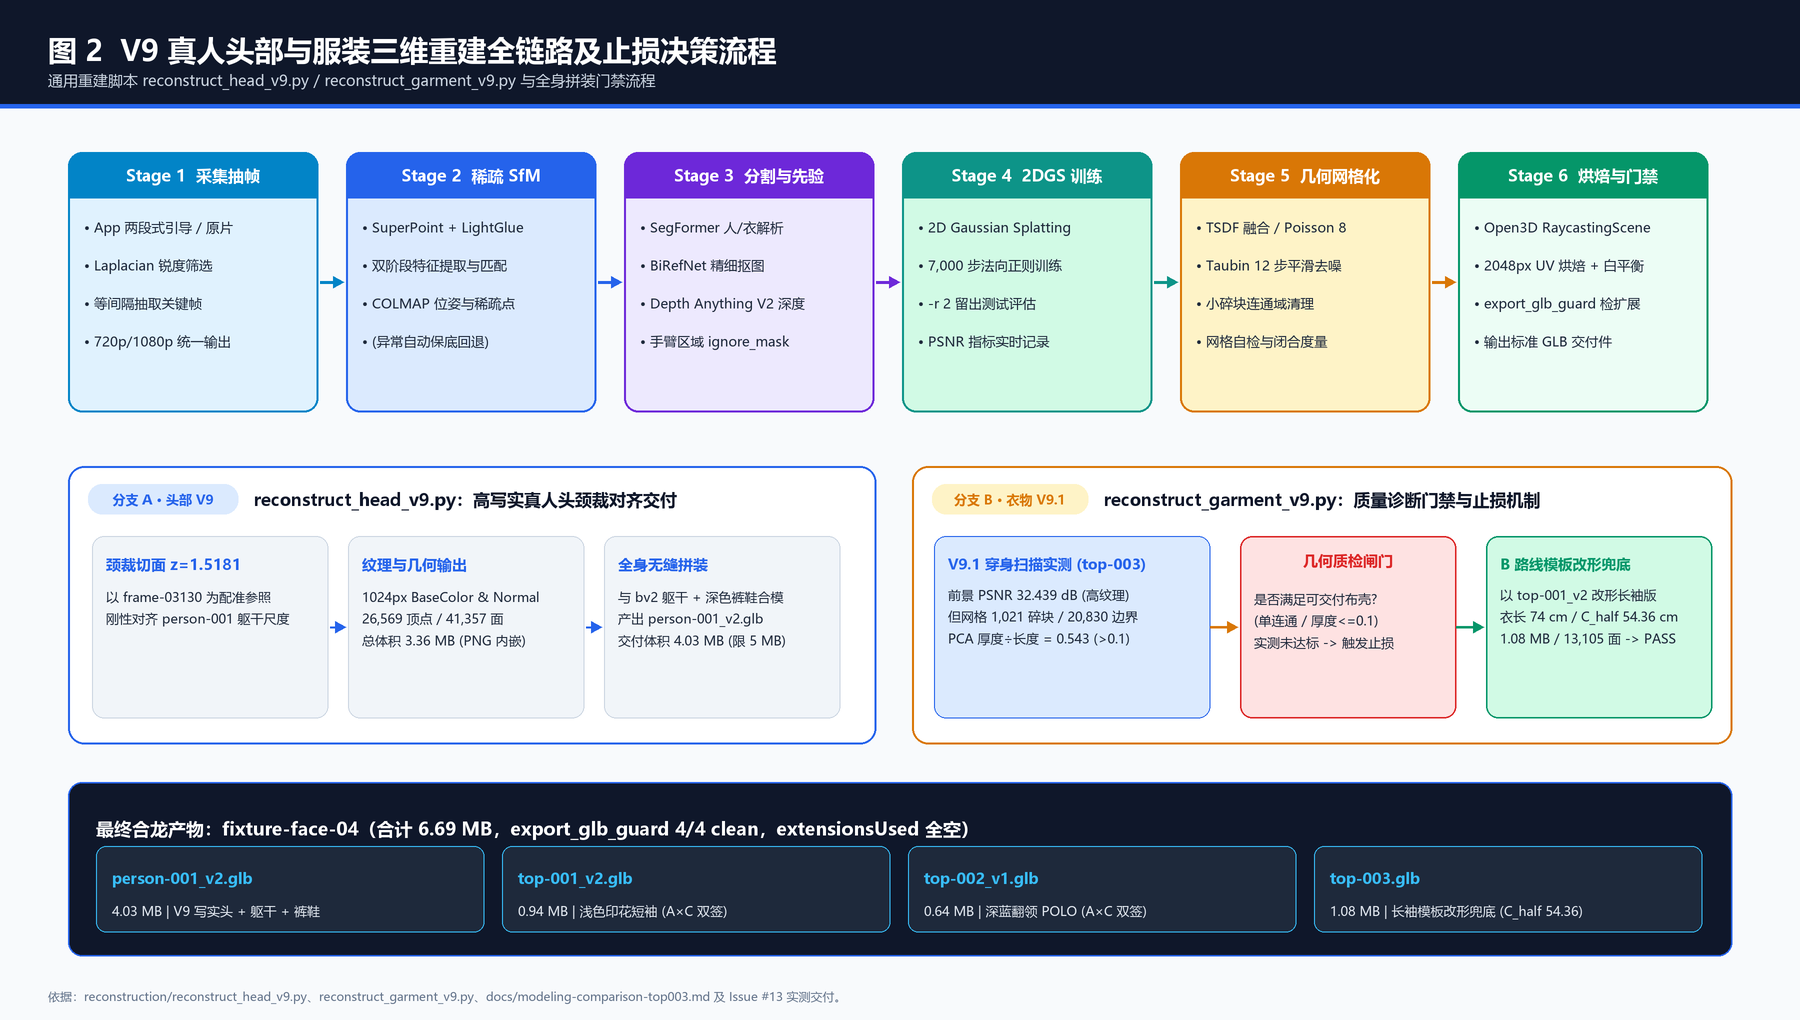 图 2 V9 真人头部与服装三维重建全链路及止损决策流程
通用重建脚本 reconstruct_head_v9.py / reconstruct_garment_v9.py 与全身拼装门禁流程
Stage 1 采集抽帧
• App 两段式引导 / 原片
• Laplacian 锐度筛选
• 等间隔抽取关键帧
• 720p/1080p 统一输出
Stage 2 稀疏 SfM
• SuperPoint + LightGlue
• 双阶段特征提取与匹配
• COLMAP 位姿与稀疏点
• (异常自动保底回退)
Stage 3 分割与先验
• SegFormer 人/衣解析
• BiRefNet 精细抠图
• Depth Anything V2 深度
• 手臂区域 ignore_mask
Stage 4 2DGS 训练
• 2D Gaussian Splatting
• 7,000 步法向正则训练
• -r 2 留出测试评估
• PSNR 指标实时记录
Stage 5 几何网格化
• TSDF 融合 / Poisson 8
• Taubin 12 步平滑去噪
• 小碎块连通域清理
• 网格自检与闭合度量
Stage 6 烘焙与门禁
• Open3D RaycastingScene
• 2048px UV 烘焙 + 白平衡
• export_glb_guard 检扩展
• 输出标准 GLB 交付件
分支 A • 头部 V9
reconstruct_head_v9.py：高写实真人头颈裁对齐交付
颈裁切面 z=1.5181
以 frame-03130 为配准参照
刚性对齐 person-001 躯干尺度
纹理与几何输出
1024px BaseColor & Normal
26,569 顶点 / 41,357 面
总体积 3.36 MB (PNG 内嵌)
全身无缝拼装
与 bv2 躯干 + 深色裤鞋合模
产出 person-001_v2.glb
交付体积 4.03 MB (限 5 MB)
分支 B • 衣物 V9.1
reconstruct_garment_v9.py：质量诊断门禁与止损机制
V9.1 穿身扫描实测 (top-003)
前景 PSNR 32.439 dB (高纹理)
但网格 1,021 碎块 / 20,830 边界
PCA 厚度÷长度 = 0.543 (>0.1)
几何质检闸门
是否满足可交付布壳?
(单连通 / 厚度<=0.1)
实测未达标 -> 触发止损
B 路线模板改形兜底
以 top-001_v2 改形长袖版
衣长 74 cm / C_half 54.36 cm
1.08 MB / 13,105 面 -> PASS
最终合龙产物：fixture-face-04（合计 6.69 MB，export_glb_guard 4/4 clean，extensionsUsed 全空）
person-001_v2.glb
4.03 MB | V9 写实头 + 躯干 + 裤鞋
top-001_v2.glb
0.94 MB | 浅色印花短袖 (A×C 双签)
top-002_v1.glb
0.64 MB | 深蓝翻领 POLO (A×C 双签)
top-003.glb
1.08 MB | 长袖模板改形兜底 (C_half 54.36)
依据：reconstruction/reconstruct_head_v9.py、reconstruct_garment_v9.py、docs/modeling-comparison-top003.md 及 Issue #13 实测交付。